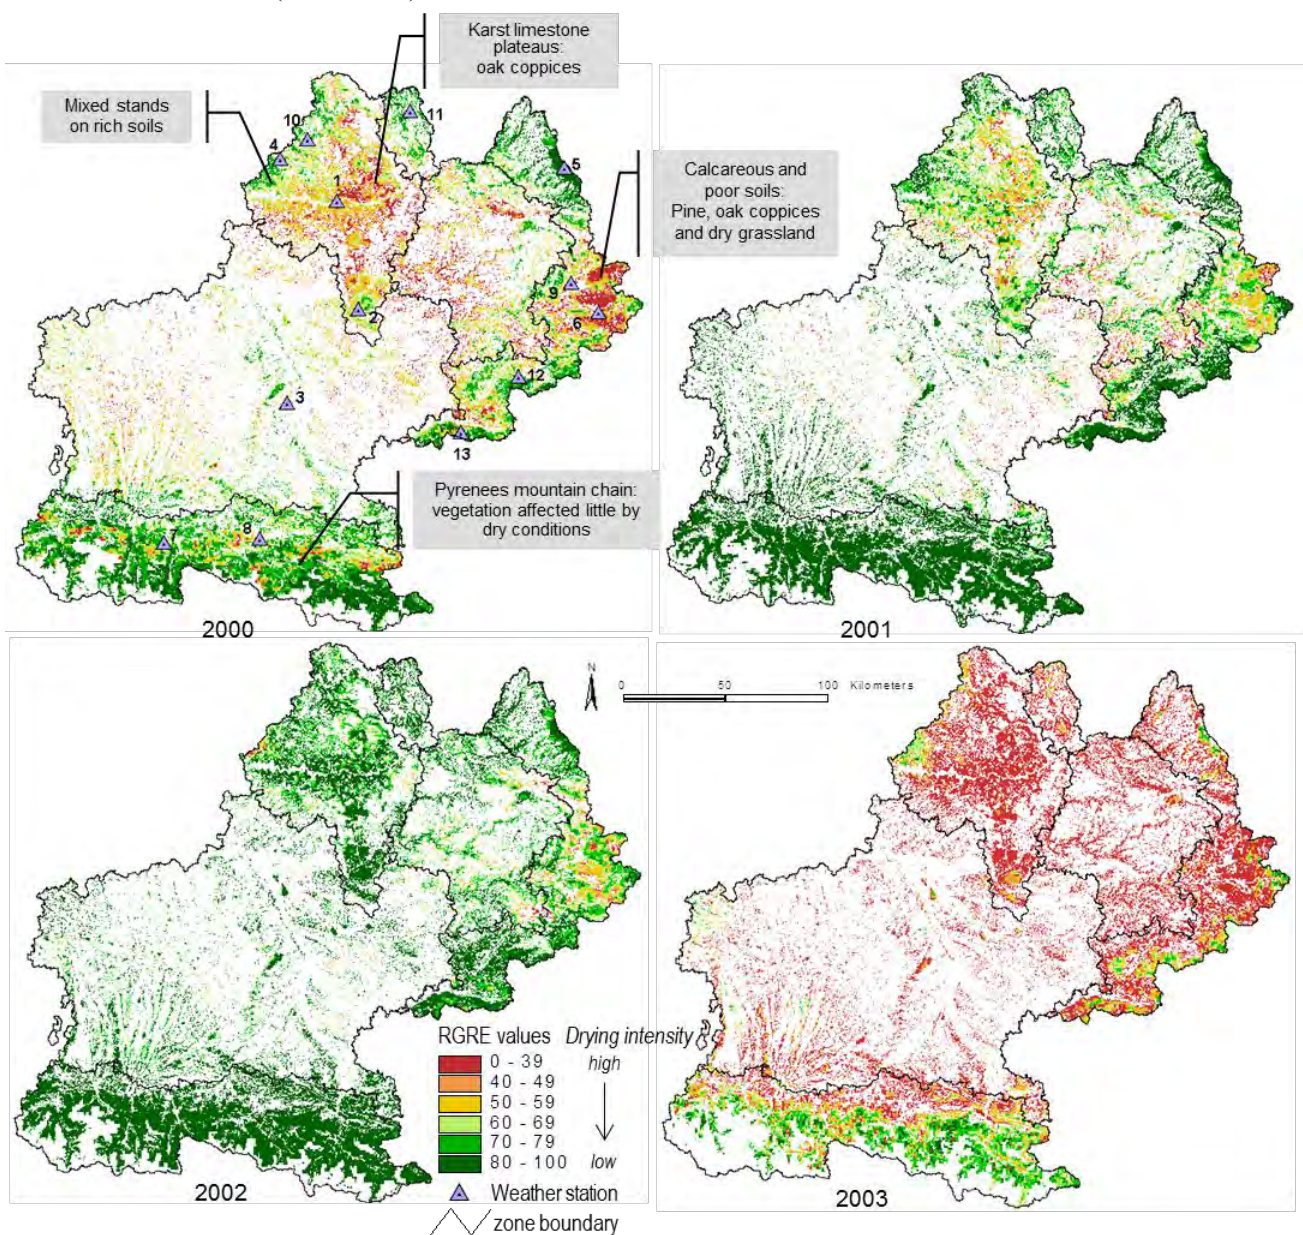 Karst limestone
plateaus:
oak coppices
Mixed stands
on rich soils
10
11
4
5
1
Calcareous and
poor soils:
Pine, oak coppices
and dry grassland
9
6
2
12
3
13
Pyrenees mountain chain:
vegetation affected little by
dry conditions
8
7
2000
2001
N
0 50 100 Kilometers
RGRE values Drying intensity
0 - 39 high
40 - 49
50 - 59
60 - 69
70 - 79
80 - 100 low
Weather station
zone boundary
2002
2003